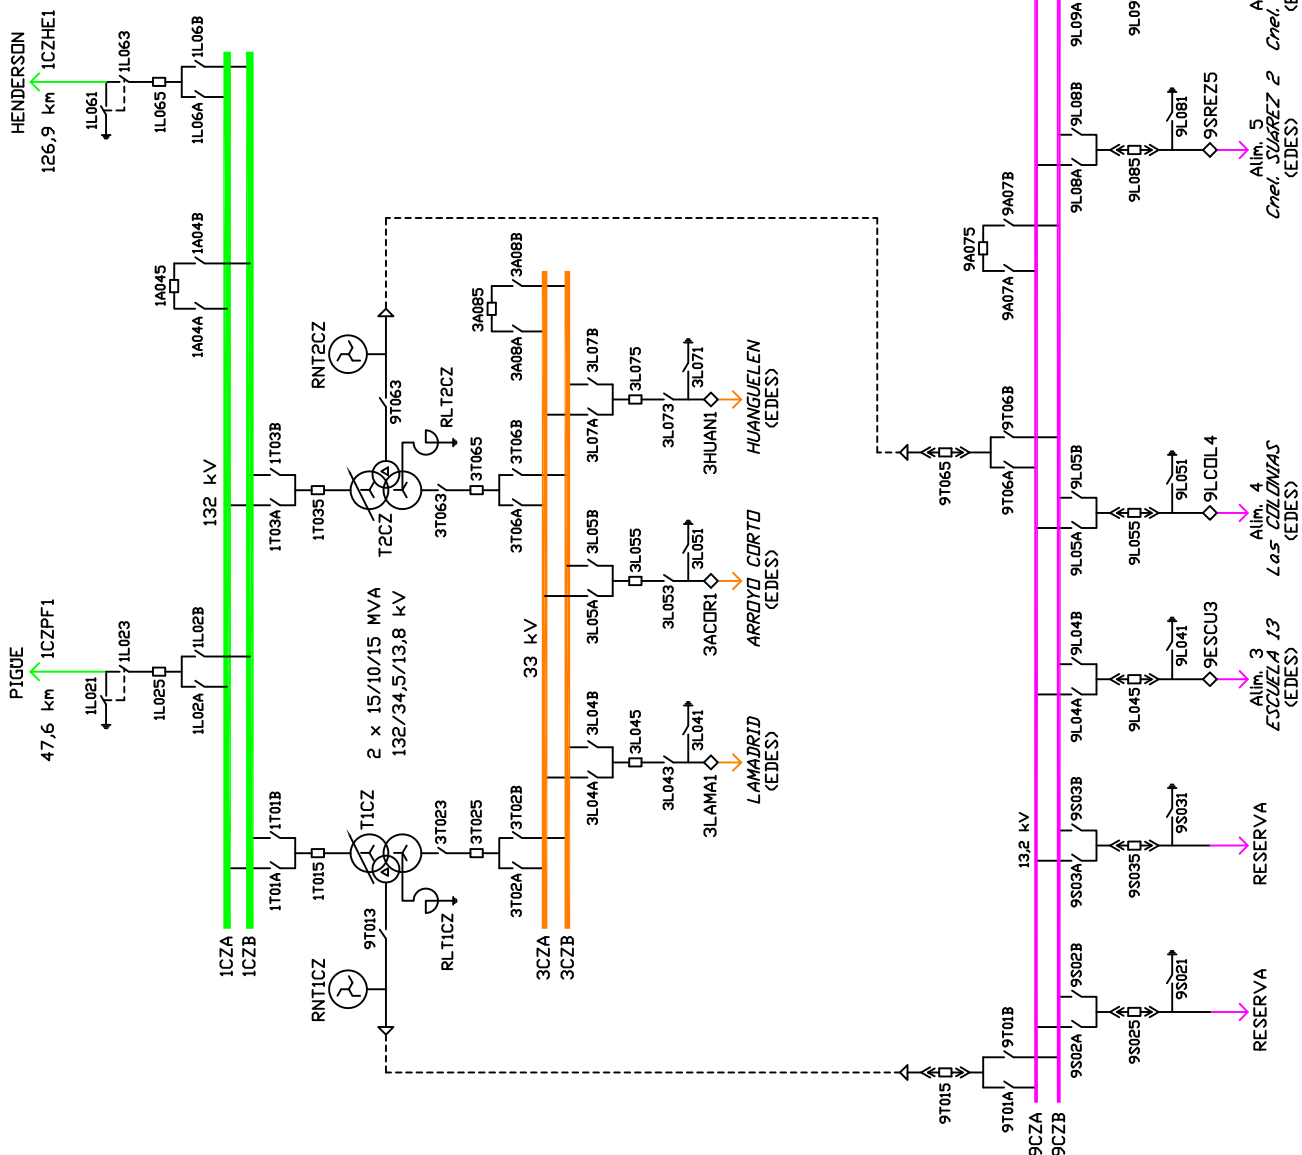 HENDERSON
126,9 km
1CZHE1
1L061
1L063
1L065
1L06A
1L06B
1A045
1A04A
1A04B
PIGÜE
47,6 km
1CZPF1
1L021
1L023
1L025
1L02A
1L02B
132 kV
1CZA
1CZB
1T01A
1T01B
1T015
T1CZ
1T03A
1T03B
1T035
T2CZ
2 x 15/10/15 MVA
132/34,5/13,8 kV
RNT1CZ
9T013
RLT1CZ
3T023
3T025
3T02A
3T02B
RNT2CZ
9T063
RLT2CZ
3T063
3T065
3T06A
3T06B
3A085
3A08A
3A08B
33 kV
3CZA
3CZB
3L04A
3L04B
3L045
3L043
3L041
3LAMA1
LAMADRID
(EDES)
3L05A
3L05B
3L055
3L053
3L051
3ACOR1
ARROYO CORTO
(EDES)
3L07A
3L07B
3L075
3L073
3L071
3HUAN1
HUANGUELEN
(EDES)
9T015
9T01A
9T01B
9T065
9T06A
9T06B
9A075
9A07A
9A07B
13,2 kV
9CZA
9CZB
9S02A
9S02B
9S025
9S021
RESERVA
9S03A
9S03B
9S035
9S031
RESERVA
9L04A
9L04B
9L045
9L041
9ESCU3
Alim. 3
ESCUELA 13
(EDES)
9L05A
9L05B
9L055
9L051
9LCOL4
Alim. 4
Las COLONIAS
(EDES)
9L08A
9L08B
9L085
9L081
9SREZ5
Alim. 5
Cnel. SUAREZ 2
(EDES)
9L09A
9L09
Cnel.